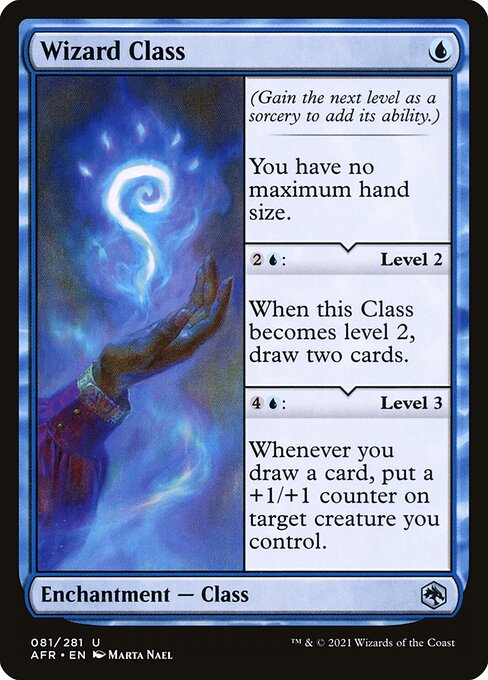 Wizard Class
(Gain the next level as a
sorcery to add its ability.)
You have no
maximum hand
size.
2 : Level 2
When this Class
becomes level 2,
draw two cards.
4 : Level 3
Whenever you
draw a card, put a
+1/+1 counter on
target creature you
control.
Enchantment — Class
081/281 U
AFR • EN Marta Nael
™ & © 2021 Wizards of the Coast